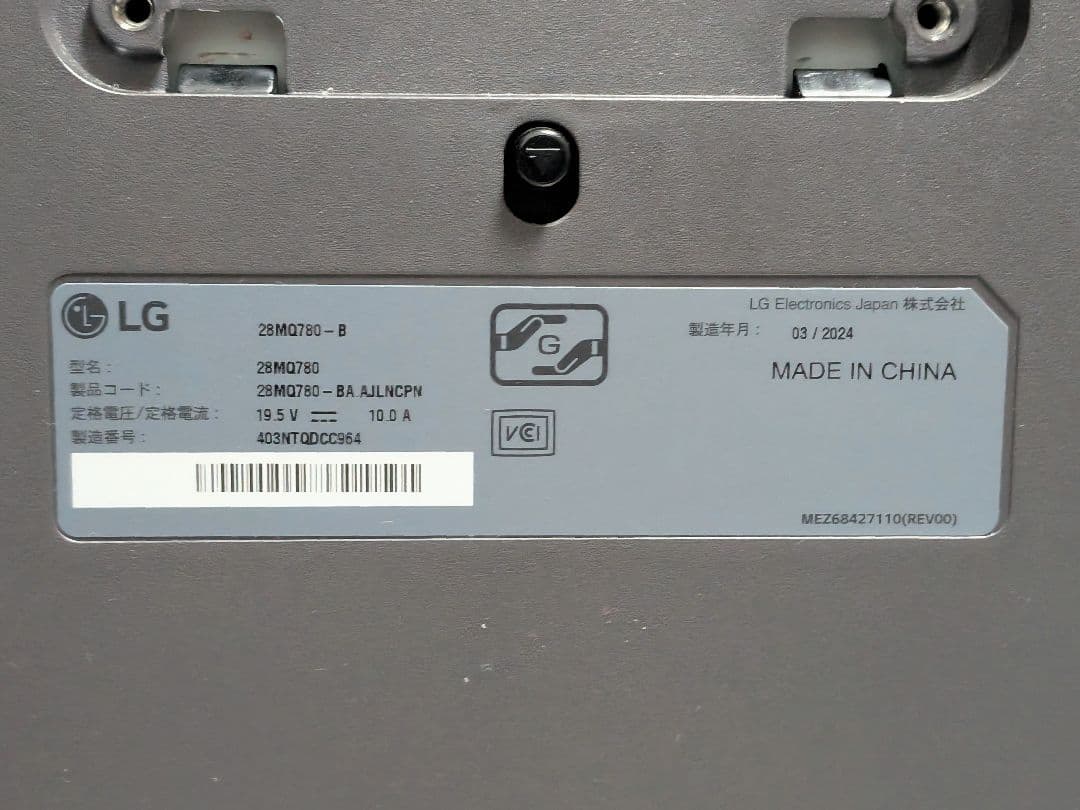 LG
28MQ780-B
型名: 28MQ780
製品コード: 28MQ780-BA.AJLNCPN
定格電圧/定格電流: 19.5 V 10.0 A
製造番号: 403NTQDCC964
G
VCI
LG Electronics Japan 株式会社
製造年月: 03 / 2024
MADE IN CHINA
MEZ68427110(REV00)